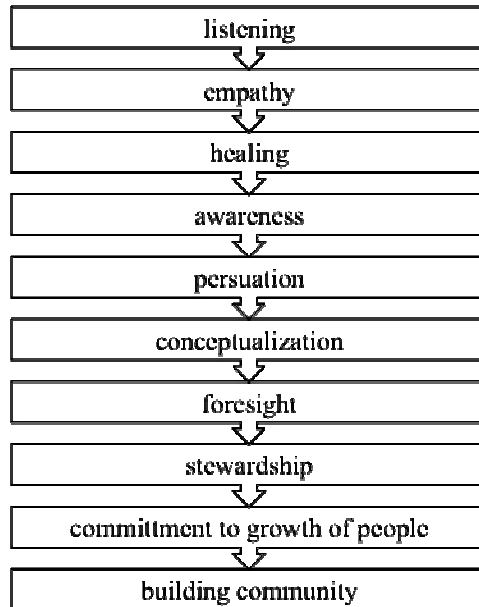 listening
empathy
healing
awareness
persuation
conceptualization
foresight
stewardship
committment to growth of people
building community